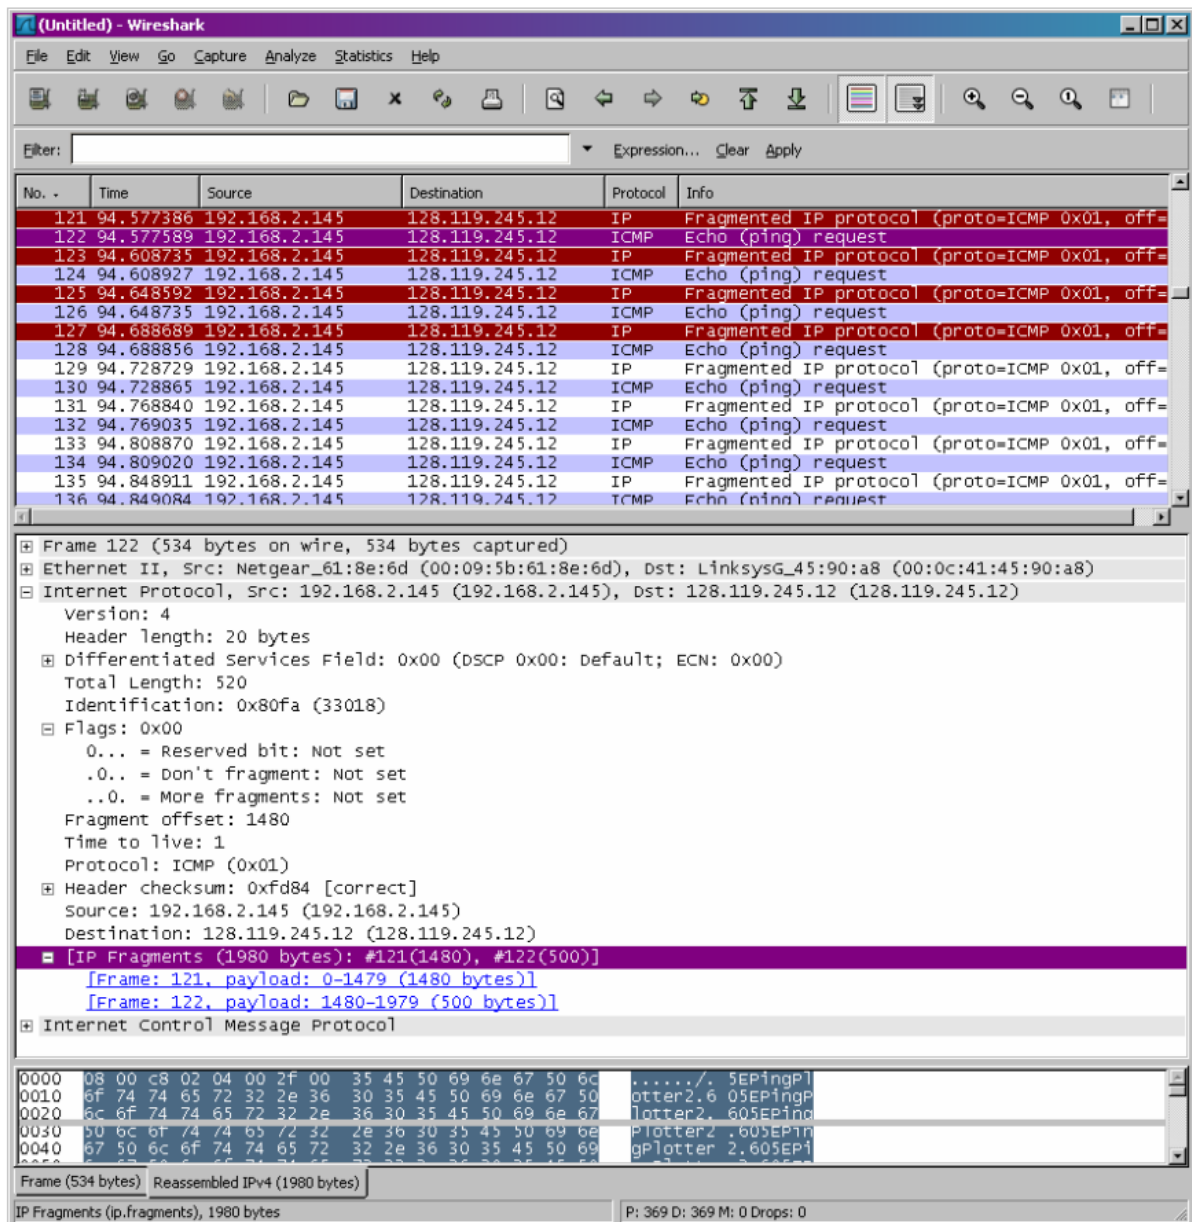 (Untitled) - Wireshark
File Edit View Go Capture Analyze Statistics Help
Filter: Expression... Clear Apply
No. - Time Source Destination Protocol Info
121 94.577386 192.168.2.145 128.119.245.12 IP Fragmented IP protocol (proto=ICMP 0x01, off=
122 94.577589 192.168.2.145 128.119.245.12 ICMP Echo (ping) request
123 94.608735 192.168.2.145 128.119.245.12 IP Fragmented IP protocol (proto=ICMP 0x01, off=
124 94.608927 192.168.2.145 128.119.245.12 ICMP Echo (ping) request
125 94.648592 192.168.2.145 128.119.245.12 IP Fragmented IP protocol (proto=ICMP 0x01, off=
126 94.648735 192.168.2.145 128.119.245.12 ICMP Echo (ping) request
127 94.688689 192.168.2.145 128.119.245.12 IP Fragmented IP protocol (proto=ICMP 0x01, off=
128 94.688856 192.168.2.145 128.119.245.12 ICMP Echo (ping) request
129 94.728729 192.168.2.145 128.119.245.12 IP Fragmented IP protocol (proto=ICMP 0x01, off=
130 94.728865 192.168.2.145 128.119.245.12 ICMP Echo (ping) request
131 94.768840 192.168.2.145 128.119.245.12 IP Fragmented IP protocol (proto=ICMP 0x01, off=
132 94.769035 192.168.2.145 128.119.245.12 ICMP Echo (ping) request
133 94.808870 192.168.2.145 128.119.245.12 IP Fragmented IP protocol (proto=ICMP 0x01, off=
134 94.809020 192.168.2.145 128.119.245.12 ICMP Echo (ping) request
135 94.848911 192.168.2.145 128.119.245.12 IP Fragmented IP protocol (proto=ICMP 0x01, off=
136 94.849084 192.168.2.145 128.119.245.12 ICMP Echo (ping) request
Frame 122 (534 bytes on wire, 534 bytes captured)
Ethernet II, Src: Netgear_61:8e:6d (00:09:5b:61:8e:6d), Dst: LinksysG_45:90:a8 (00:0c:41:45:90:a8)
Internet Protocol, Src: 192.168.2.145 (192.168.2.145), Dst: 128.119.245.12 (128.119.245.12)
Version: 4
Header length: 20 bytes
Differentiated Services Field: 0x00 (DSCP 0x00: Default; ECN: 0x00)
Total Length: 520
Identification: 0x80fa (33018)
Flags: 0x00
0... = Reserved bit: Not set
.0.. = Don't fragment: Not set
..0. = More fragments: Not set
Fragment offset: 1480
Time to live: 1
Protocol: ICMP (0x01)
Header checksum: 0xfd84 [correct]
Source: 192.168.2.145 (192.168.2.145)
Destination: 128.119.245.12 (128.119.245.12)
[IP Fragments (1980 bytes): #121(1480), #122(500)]
[Frame: 121, payload: 0-1479 (1480 bytes)]
[Frame: 122, payload: 1480-1979 (500 bytes)]
Internet Control Message Protocol
0000 08 00 c8 02 04 00 2f 00 35 45 50 69 6e 67 50 6c ....../. 5EPingPl
0010 6f 74 74 65 72 32 2e 36 30 35 45 50 69 6e 67 50 otter2.6 05EPingP
0020 6c 6f 74 74 65 72 32 2e 36 30 35 45 50 69 6e 67 lotter2. 605EPing
0030 50 6c 6f 74 74 65 72 32 2e 36 30 35 45 50 69 6e Plotter2 .605EPin
0040 67 50 6c 6f 74 74 65 72 32 2e 36 30 35 45 50 69 gPlotter 2.605EPi
Frame (534 bytes) Reassembled IPv4 (1980 bytes)
IP Fragments (ip.fragments), 1980 bytes P: 369 D: 369 M: 0 Drops: 0